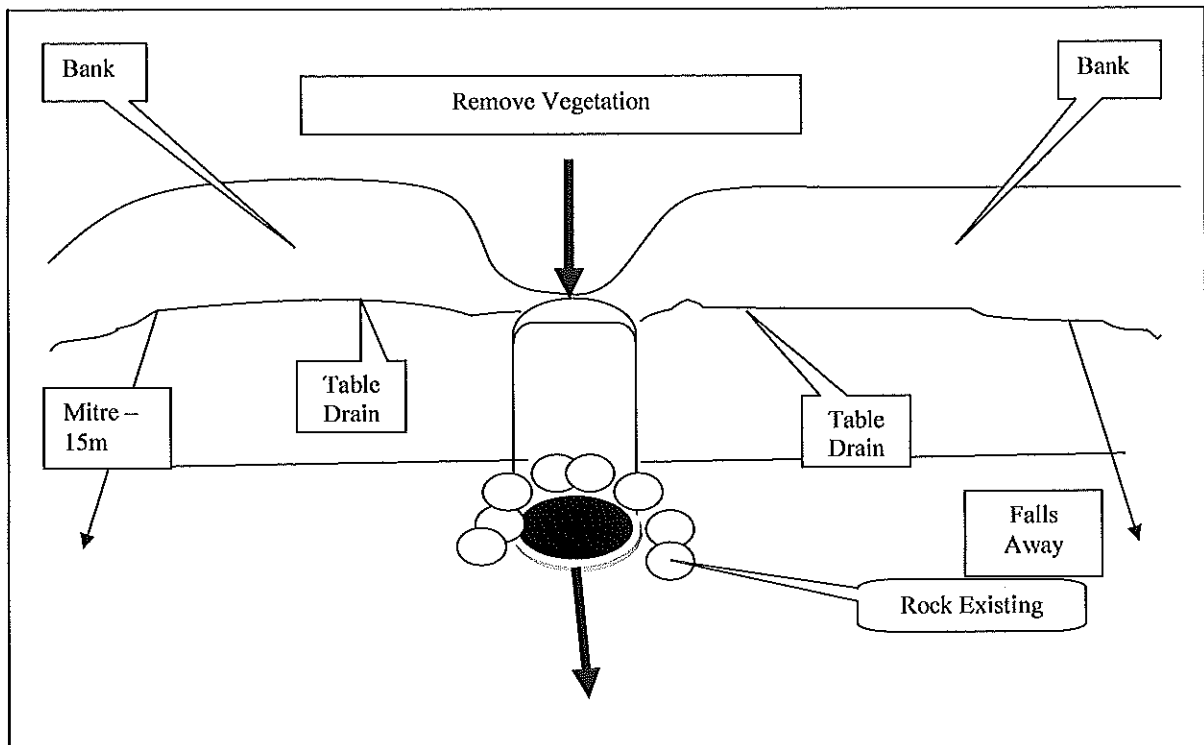 Bank
Remove Vegetation
Bank
Table
Drain
Mitre –
15m
Table
Drain
Falls
Away
Rock Existing